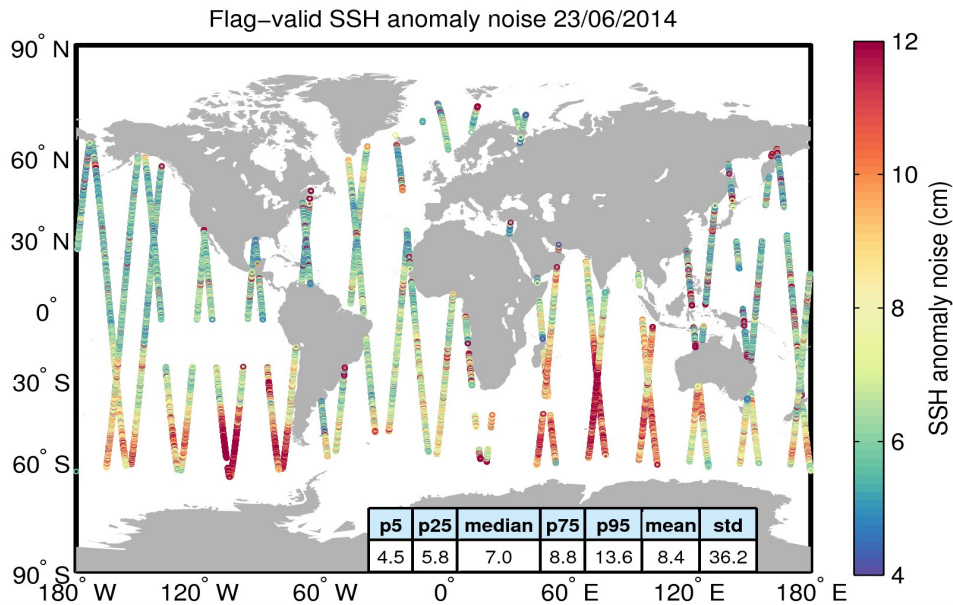 Flag−valid SSH anomaly noise 23/06/2014
90° N
60° N
30° N
0°
30° S
60° S
90° S
180° W
120° W
60° W
0°
60° E
120° E
180° E
p5 p25 median p75 p95 mean std
4.5 5.8 7.0 8.8 13.6 8.4 36.2
12
10
8
6
4
SSH anomaly noise (cm)